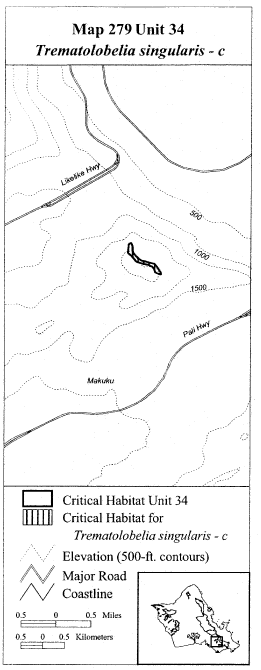 Map 279 Unit 34
Trematolobelia singularis - c
Likelike Hwy
500
1000
1500
Pali Hwy
Makuku
Critical Habitat Unit 34
Critical Habitat for
Trematolobelia singularis - c
Elevation (500-ft. contours)
Major Road
Coastline
0.5 0 0.5 Miles
0.5 0 0.5 Kilometers